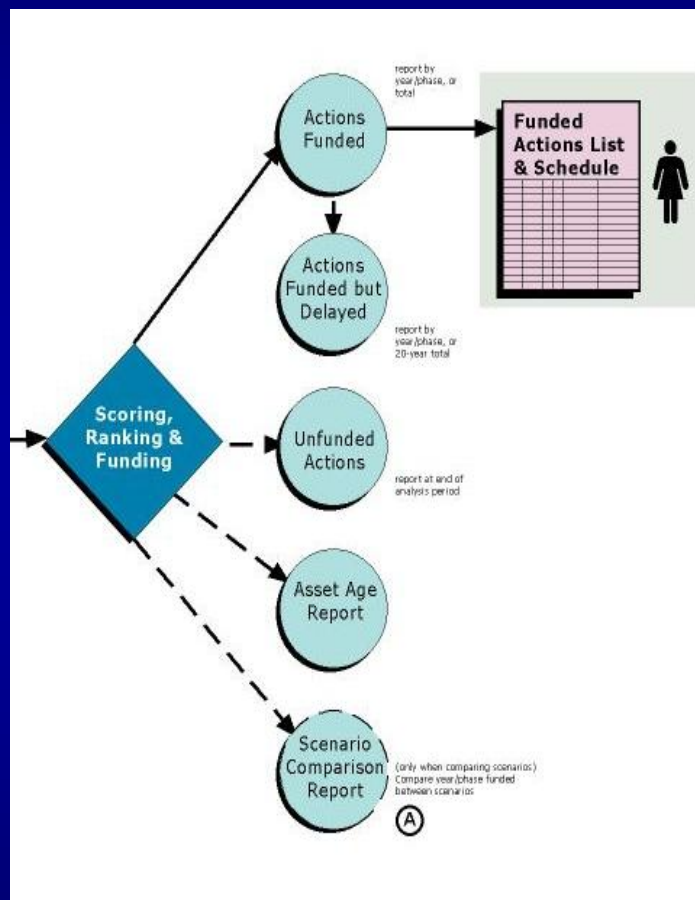 report by
year/phase, or
total
Actions
Funded
Funded
Actions List
& Schedule
Actions
Funded but
Delayed
report by
year/phase, or
20-year total
Scoring,
Ranking &
Funding
Unfunded
Actions
report at end of
analysis period
Asset Age
Report
Scenario
Comparison
Report
(only when comparing scenarios)
Compare year/phase funded
between scenarios
A